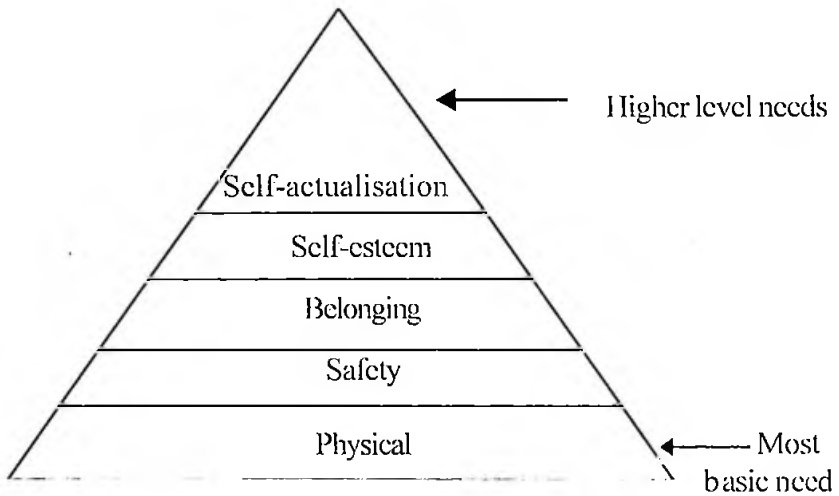 Higher level needs
Self-actualisation
Self-esteem
Belonging
Safety
Physical
Most
basic need